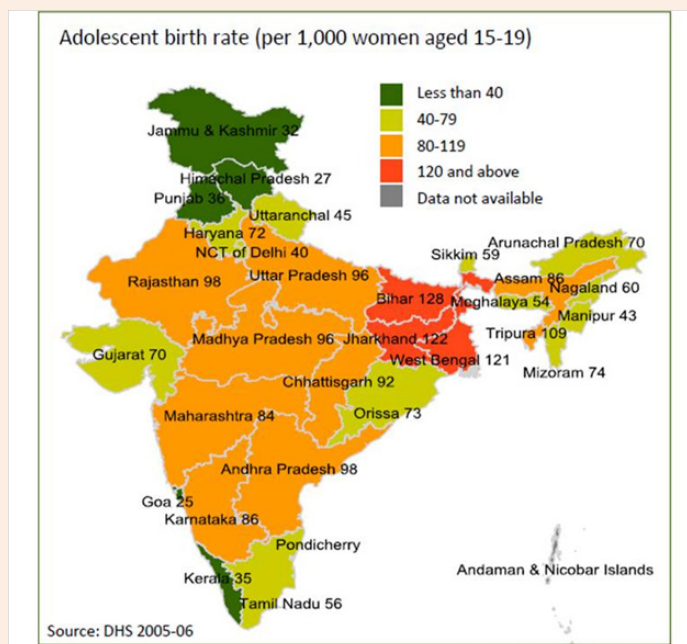 Adolescent birth rate (per 1,000 women aged 15-19)
Less than 40
40-79
80-119
120 and above
Data not available
Jammu & Kashmir 32
Himachal Pradesh 27
Punjab 36
Uttaranchal 45
Haryana 72
NCT of Delhi 40
Arunachal Pradesh 70
Sikkim 59
Rajasthan 98
Uttar Pradesh 96
Assam 86
Nagaland 60
Bihar 128
Meghalaya 54
Manipur 43
Gujarat 70
Madhya Pradesh 96
Jharkhand 122
Tripura 109
West Bengal 121
Mizoram 74
Chhattisgarh 92
Maharashtra 84
Orissa 73
Andhra Pradesh 98
Goa 25
Karnataka 86
Pondicherry
Andaman & Nicobar Islands
Kerala 35
Tamil Nadu 56
Source: DHS 2005-06